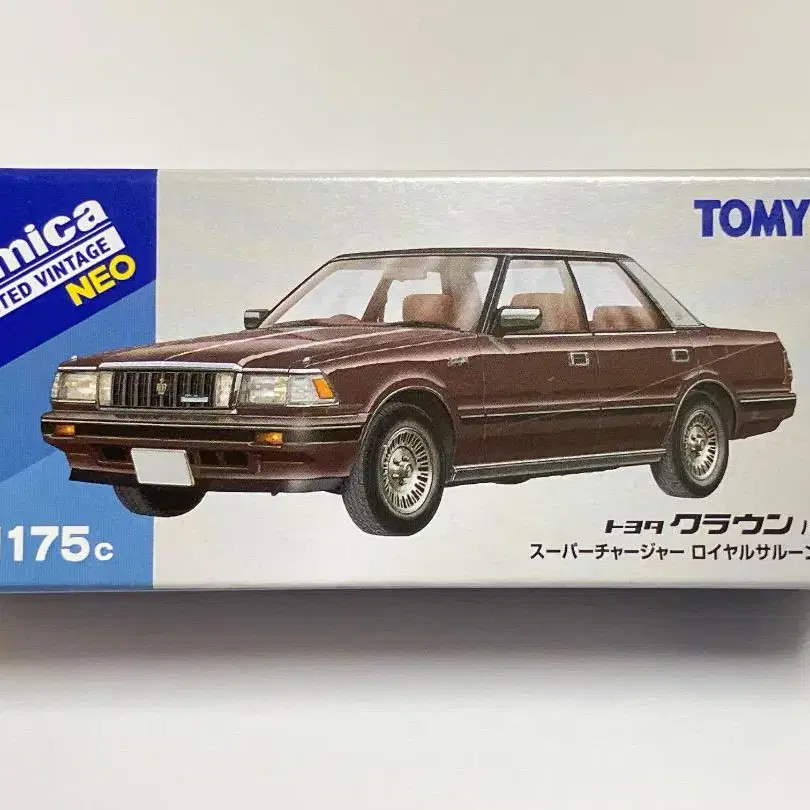 mica
TED VINTAGE
NEO
TOMY
175c
トヨタ クラウン
スーパーチャージャー ロイヤルサルーン